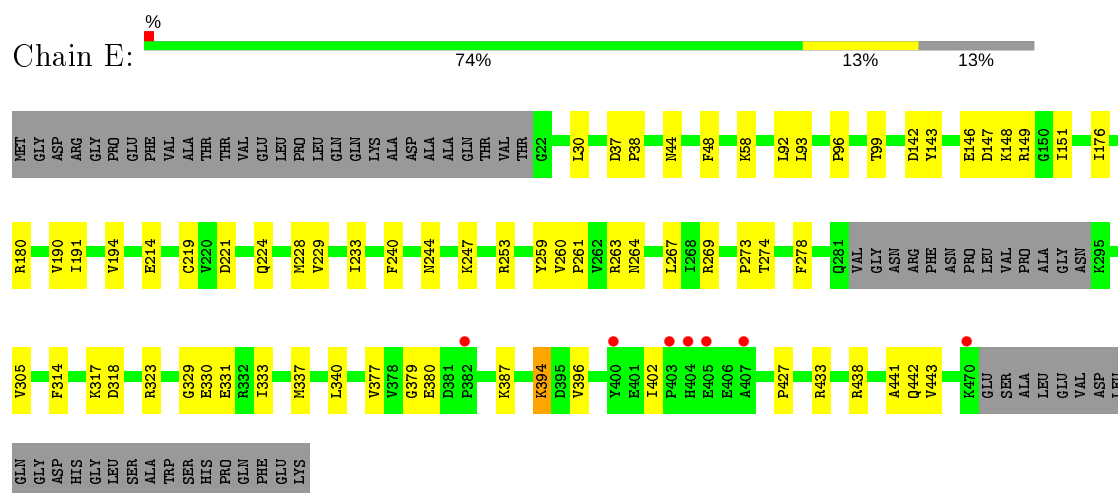 %
Chain E:
74% 13% 13%
MET GLY ASP ARG GLY PRO GLU PHE VAL ALA THR THR VAL GLU LEU PRO LEU GLN GLN LYS ALA ASP ALA ALA GLN THR VAL THR G22 L30 D37 P38 N44 F48 K58 L92 L93 P96 T99 D142 Y143 E146 D147 K148 R149 G150 I151 I176
R180 V190 I191 V194 E214 C219 V220 D221 Q224 M228 V229 I233 F240 N244 K247 R253 Y259 V260 P261 V262 R263 N264 L267 I268 R269 P273 T274 F278 Q281 VAL GLY ASN ARG PHE ASN PRO LEU VAL PRO ALA GLY ASN K295
V305 F314 K317 D318 R323 G329 E330 E331 R332 I333 M337 L340 V377 V378 G379 E380 D381 P382 K387 K394 D395 V396 Y400 E401 I402 P403 H404 E405 E406 A407 P427 R433 R438 A441 Q442 V443 K470 GLU SER ALA LEU GLU VAL ASP LEU
GLN GLY ASP HIS GLY LEU SER ALA TRP SER HIS PRO GLN PHE GLU LYS